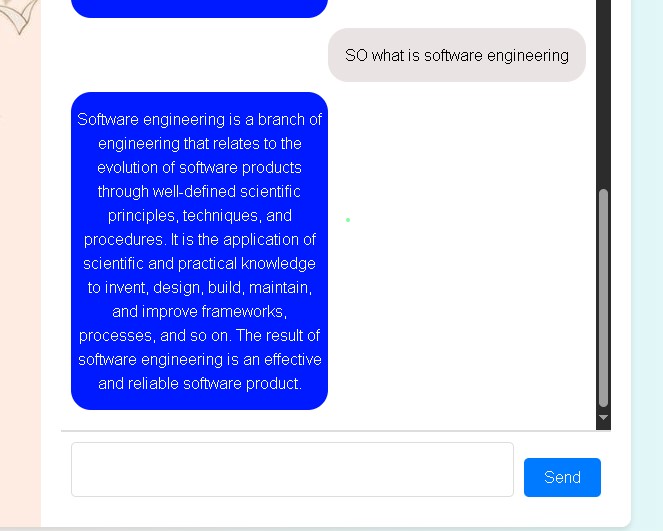 SO what is software engineering
Software engineering is a branch of
engineering that relates to the
evolution of software products
through well-defined scientific
principles, techniques, and
procedures. It is the application of
scientific and practical knowledge
to invent, design, build, maintain,
and improve frameworks,
processes, and so on. The result of
software engineering is an effective
and reliable software product.
Send